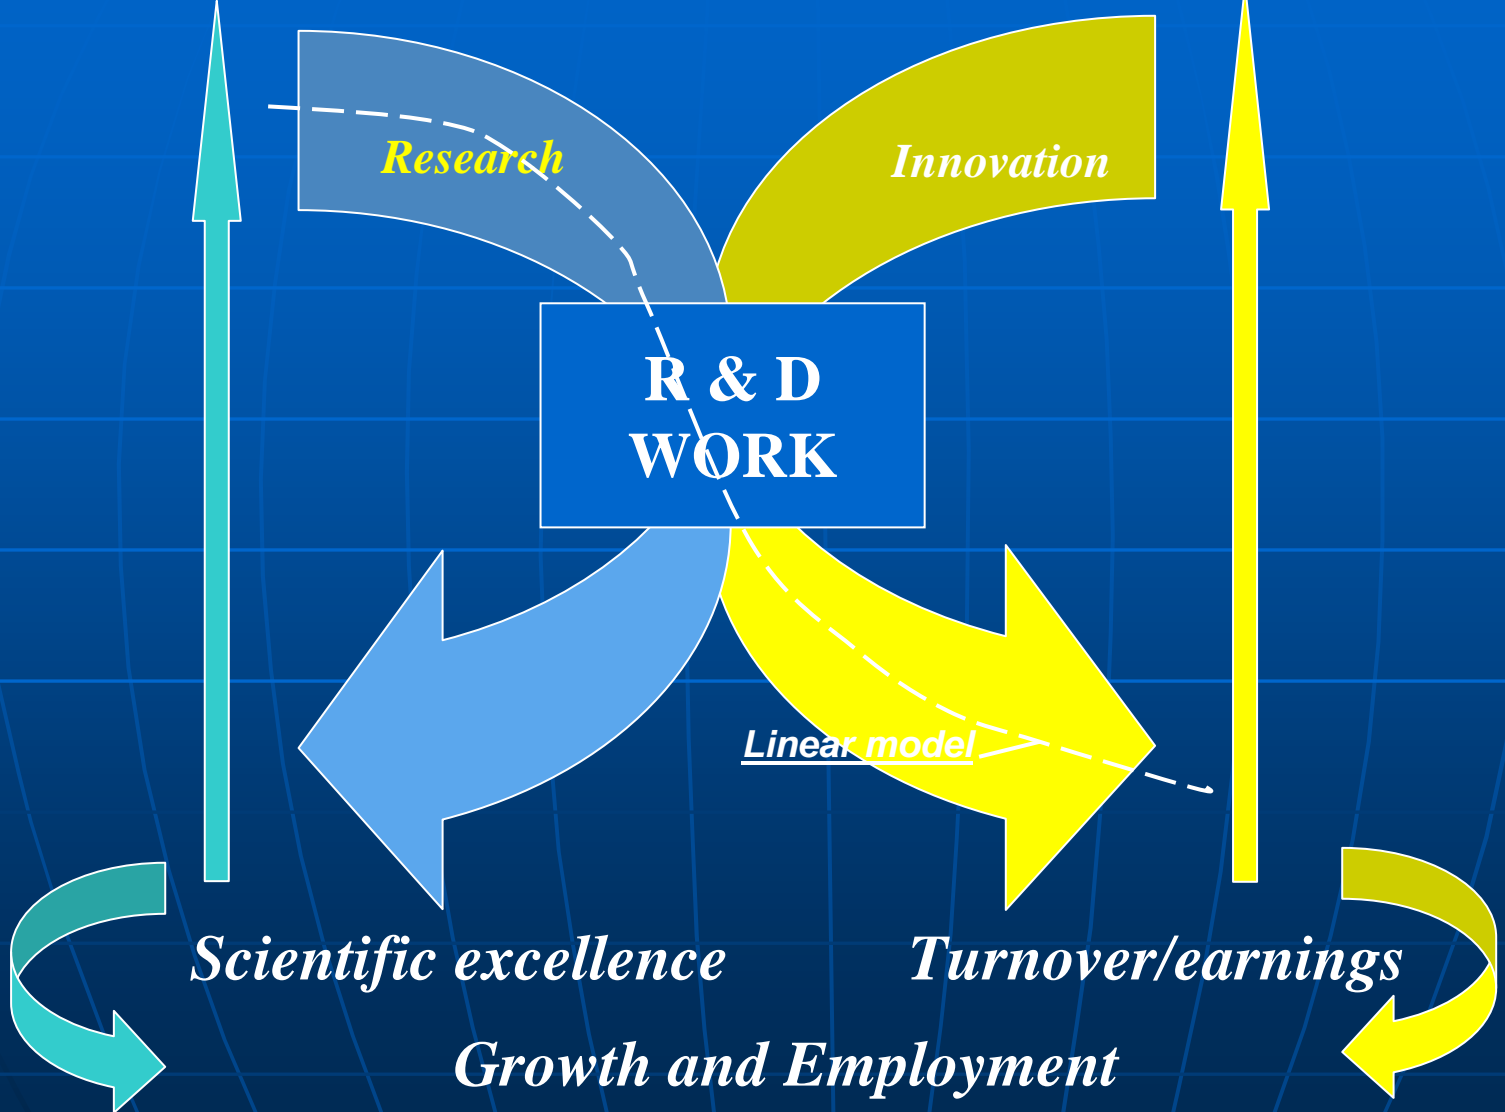 Research
Innovation
R & D
WORK
Linear model
Scientific excellence
Turnover/earnings
Growth and Employment